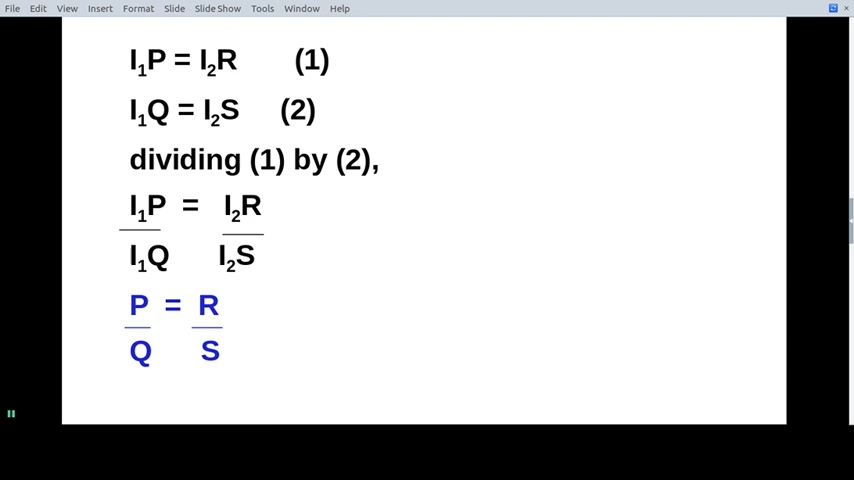 File Edit View Insert Format Slide Slide Show Tools Window Help
I₁P = I₂R (1)
I₁Q = I₂S (2)
dividing (1) by (2),
I₁P = I₂R
I₁Q I₂S
P = R
Q S